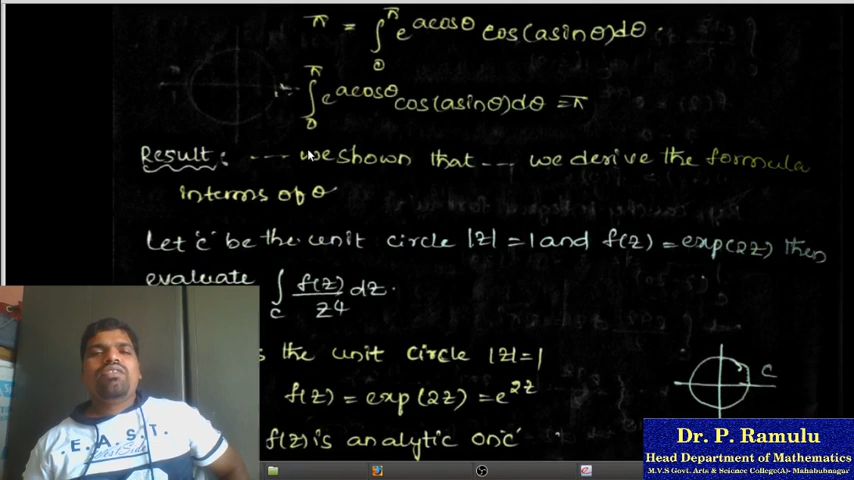 π = ∫₀^π e^{acosθ} cos(asinθ)dθ.
∫₀^π e^{acosθ} cos(asinθ)dθ = π
Result: ---- we shown that --- we derive the formula
interms of θ
Let 'c' be the unit circle |z| = 1 and f(z) = exp(2z) then
evaluate ∫_c f(z)/z4 dz.
the unit circle |z| = 1
f(z) = exp(2z) = e^{2z}
c
f(z) is analytic on 'c'
E.A.S.T.
Dr. P. Ramulu
Head Department of Mathematics
M.V.S Govt. Arts & Science College(A)- Mahabubnagar